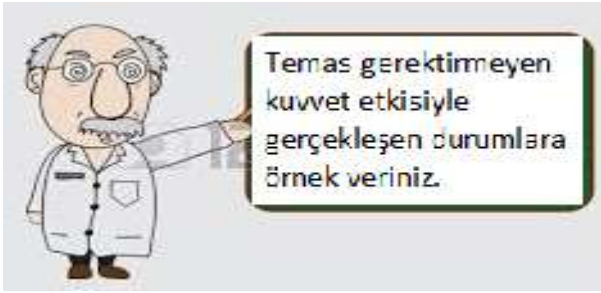 Temas gerektirmeyen
kuvvet etkisiyle
gerçekleşen durumlara
örnek veriniz.